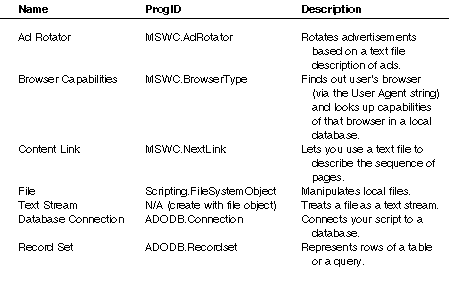 Name ProgID Description
Ad Rotator MSWC.AdRotator Rotates advertisements
based on a text file
description of ads.
Browser Capabilities MSWC.BrowserType Finds out user's browser
(via the User Agent string)
and looks up capabilities
of that browser in a local
database.
Content Link MSWC.NextLink Lets you use a text file to
describe the sequence of
pages.
File Scripting.FileSystemObject Manipulates local files.
Text Stream N/A (create with file object) Treats a file as a text stream.
Database Connection ADODB.Connection Connects your script to a
database.
Record Set ADODB.Recordset Represents rows of a table
or a query.